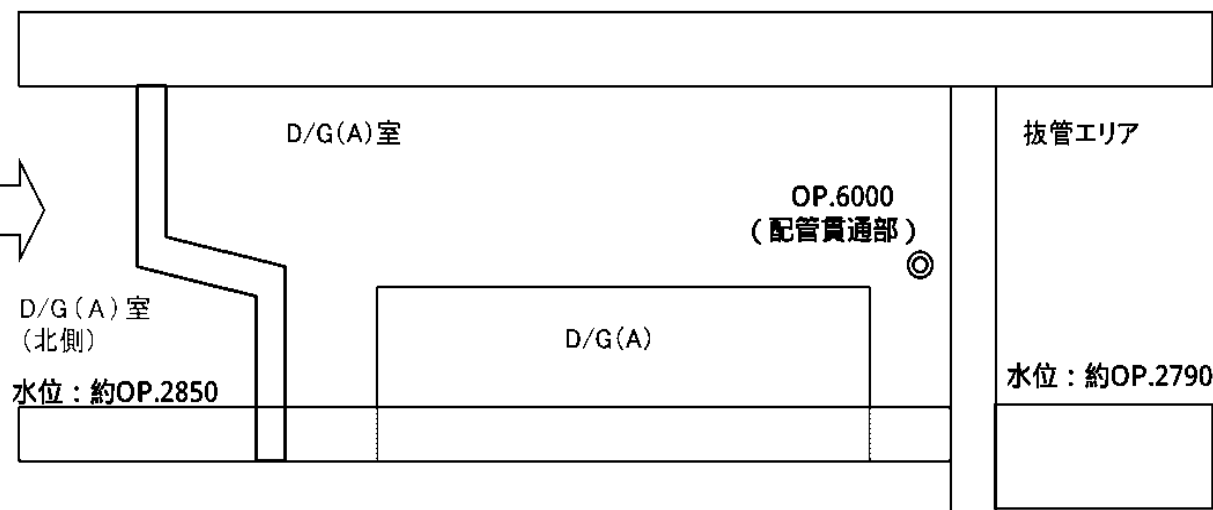 D/G(A)室
抜管エリア
OP.6000
（配管貫通部）
D/G(A)室
（北側）
D/G(A)
水位：約OP.2850
水位：約OP.2790